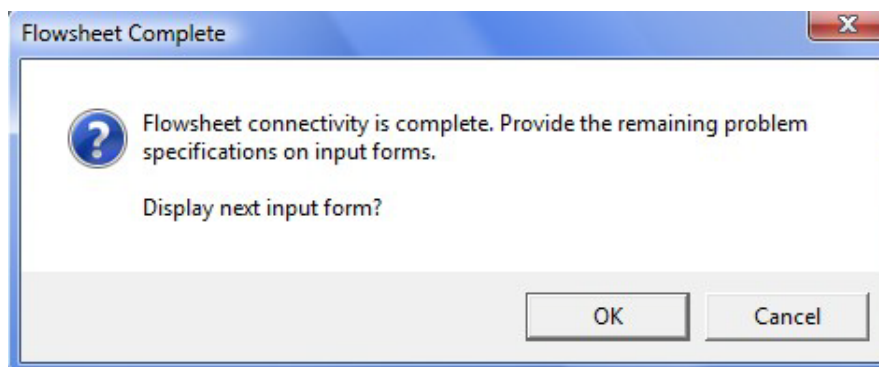 Flowsheet Complete
Flowsheet connectivity is complete. Provide the remaining problem
specifications on input forms.
Display next input form?
OK
Cancel